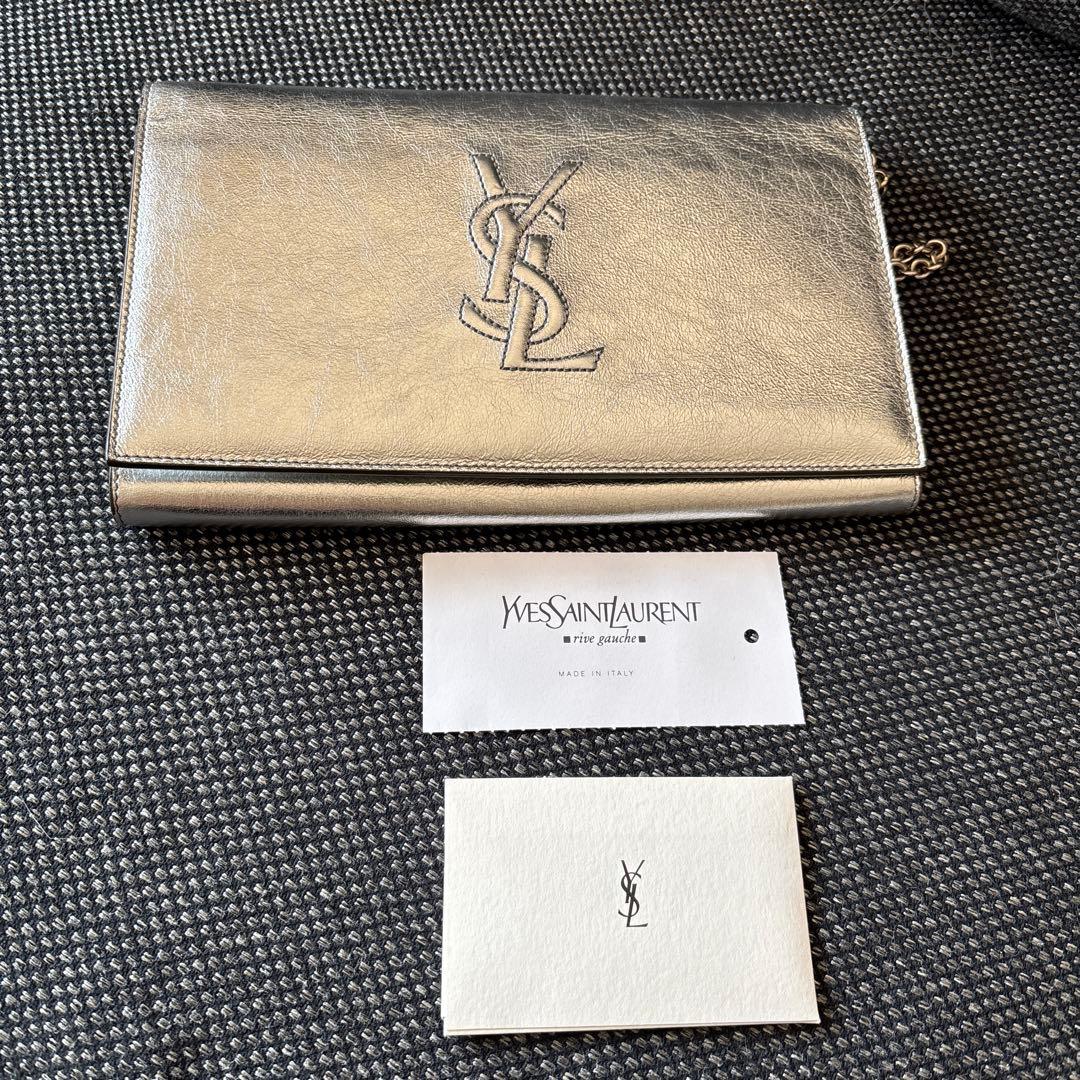 YSL
YVESSAINTLAURENT
rive gauche
MADE IN ITALY
YSL